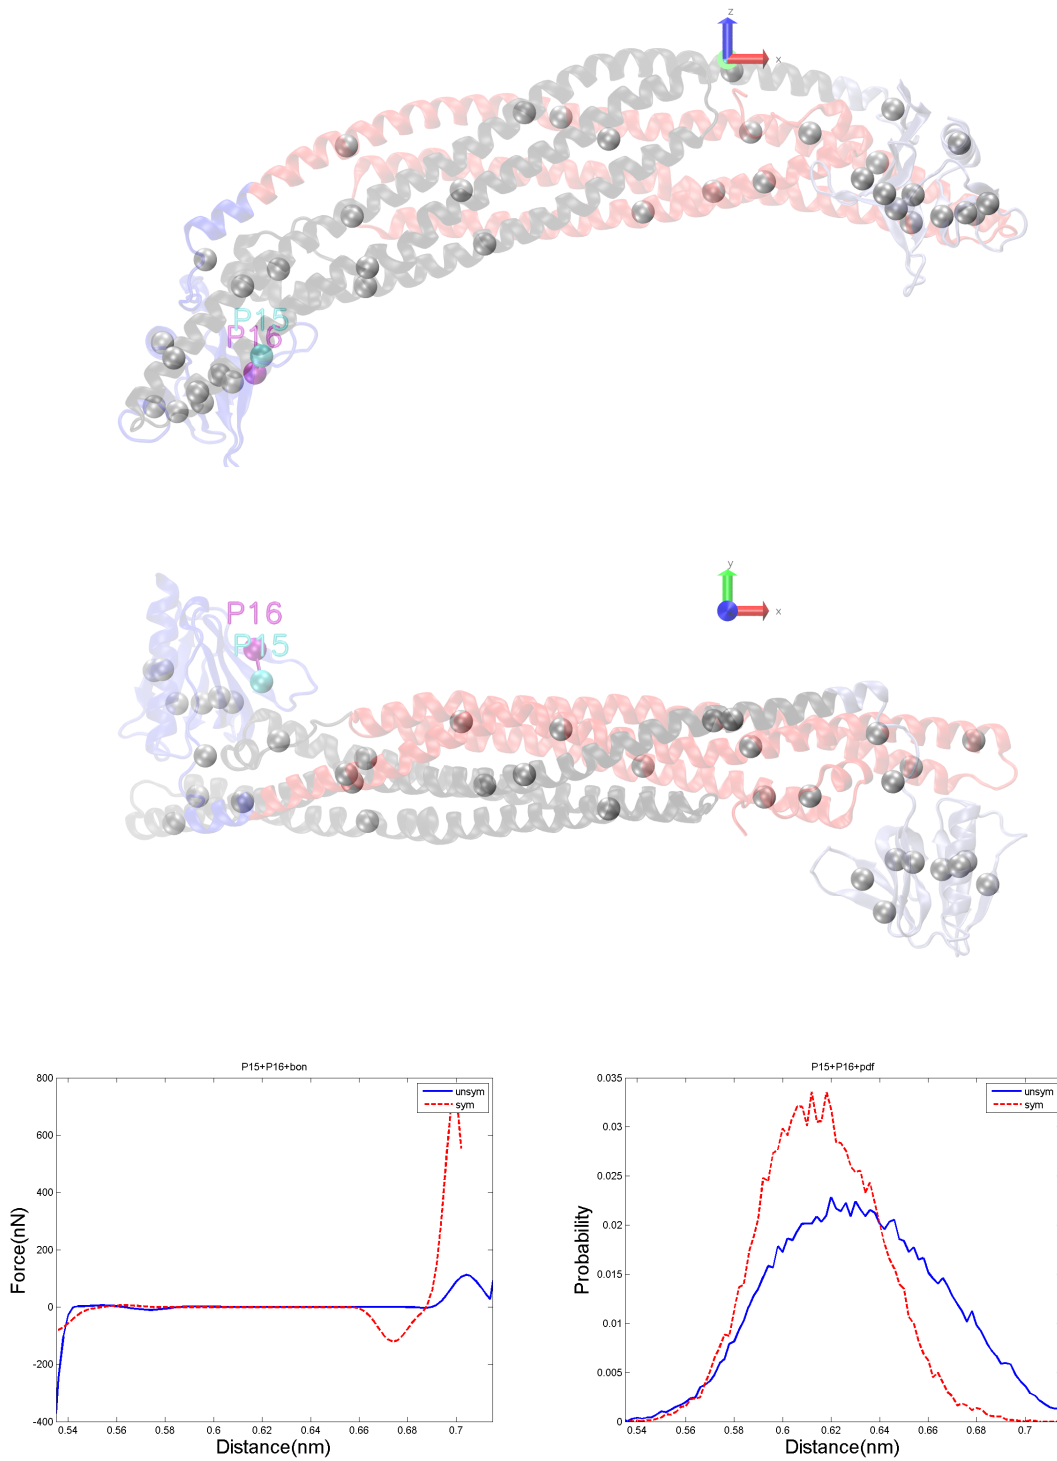 z
x
P15
P16
y
x
P16
P15
P15+P16+bon
800
600
400
200
0
-200
-400
0.54 0.56 0.58 0.6 0.62 0.64 0.66 0.68 0.7
Force(nN)
Distance(nm)
unsym
sym
P15+P16+pdf
0.035
0.03
0.025
0.02
0.015
0.01
0.005
0
0.54 0.56 0.58 0.6 0.62 0.64 0.66 0.68 0.7
Probability
Distance(nm)
unsym
sym